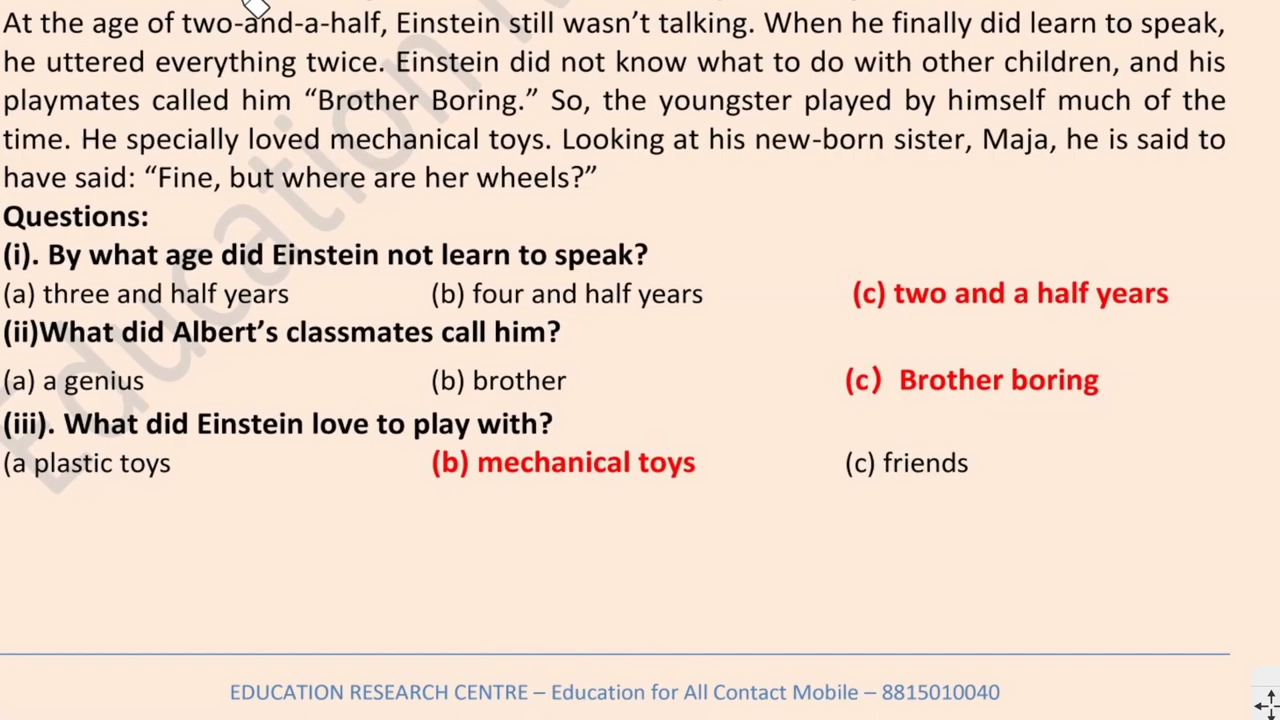 At the age of two-and-a-half, Einstein still wasn’t talking. When he finally did learn to speak,
he uttered everything twice. Einstein did not know what to do with other children, and his
playmates called him “Brother Boring.” So, the youngster played by himself much of the
time. He specially loved mechanical toys. Looking at his new-born sister, Maja, he is said to
have said: “Fine, but where are her wheels?”
Questions:
(i). By what age did Einstein not learn to speak?
(a) three and half years (b) four and half years (c) two and a half years
(ii)What did Albert’s classmates call him?
(a) a genius (b) brother (c) Brother boring
(iii). What did Einstein love to play with?
(a plastic toys (b) mechanical toys (c) friends
EDUCATION RESEARCH CENTRE – Education for All Contact Mobile – 8815010040
Education